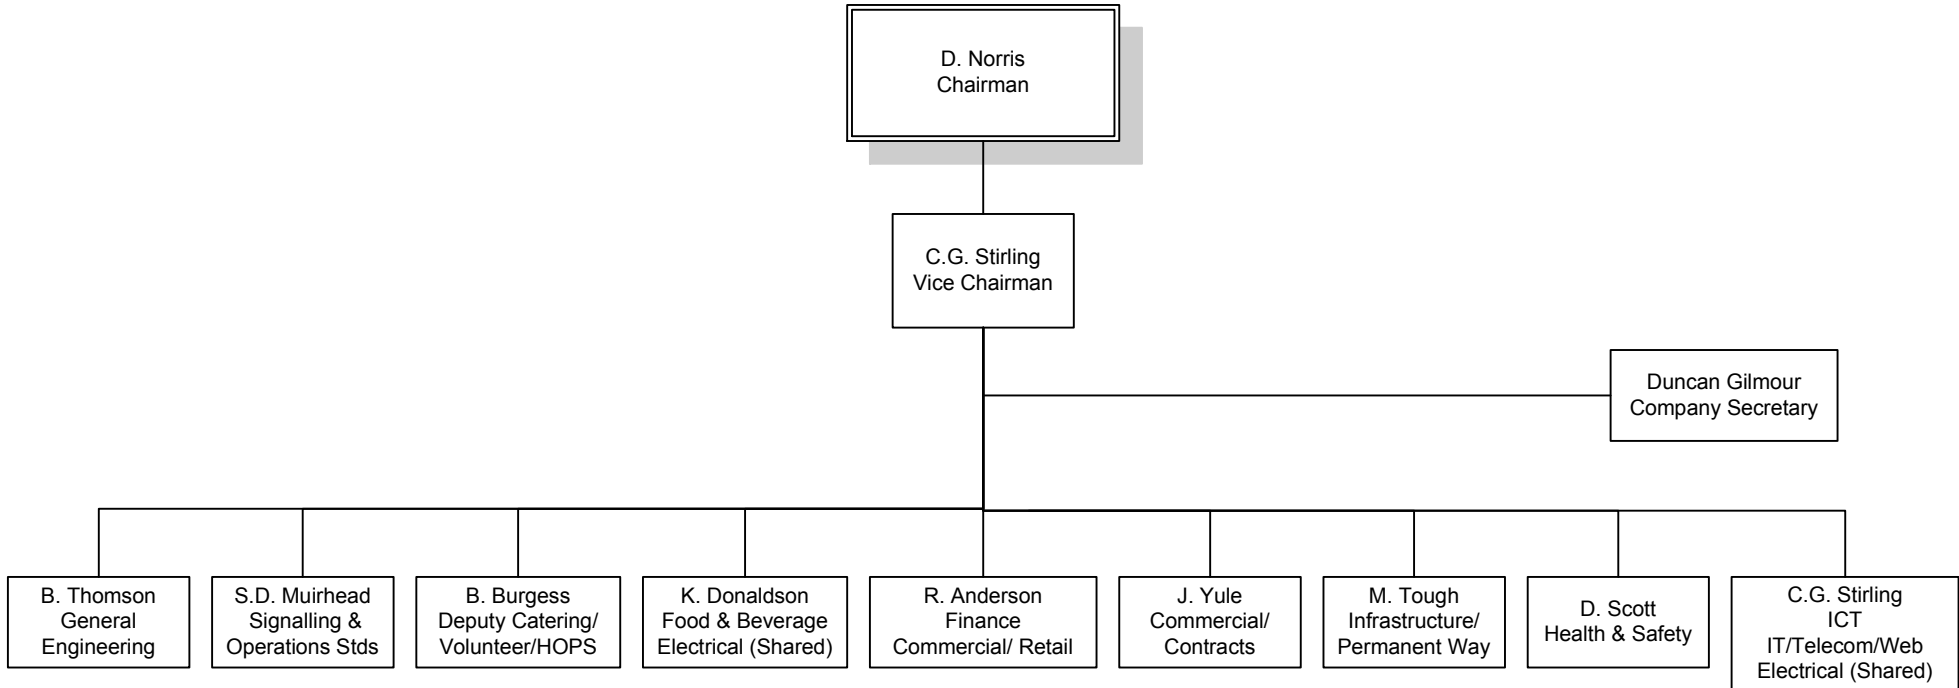 D. Norris
Chairman
C.G. Stirling
Vice Chairman
Duncan Gilmour
Company Secretary
B. Thomson
General
Engineering
S.D. Muirhead
Signalling &
Operations Stds
B. Burgess
Deputy Catering/
Volunteer/HOPS
K. Donaldson
Food & Beverage
Electrical (Shared)
R. Anderson
Finance
Commercial/ Retail
J. Yule
Commercial/
Contracts
M. Tough
Infrastructure/
Permanent Way
D. Scott
Health & Safety
C.G. Stirling
ICT
IT/Telecom/Web
Electrical (Shared)